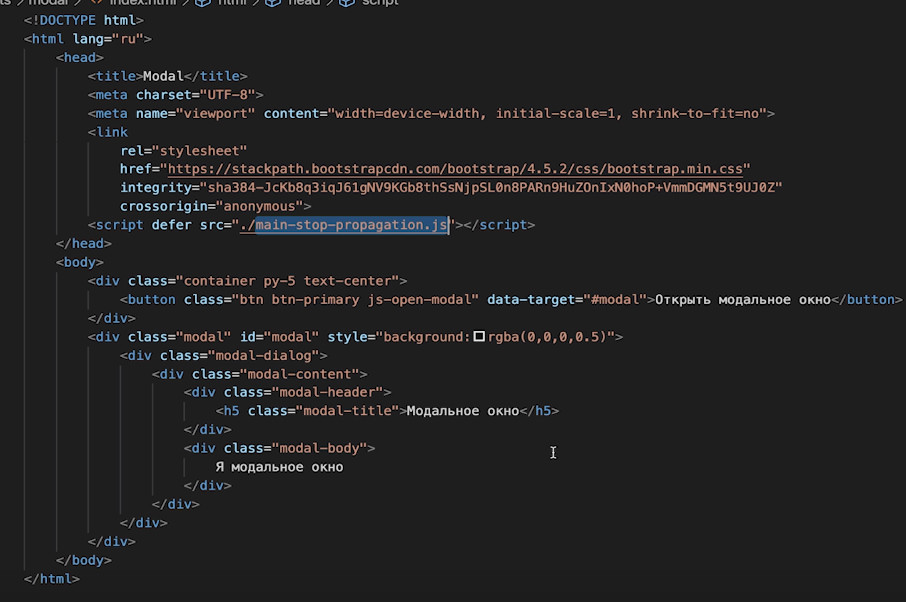 modal index.html html head script
<!DOCTYPE html>
<html lang="ru">
<head>
<title>Modal</title>
<meta charset="UTF-8">
<meta name="viewport" content="width=device-width, initial-scale=1, shrink-to-fit=no">
<link
rel="stylesheet"
href="https://stackpath.bootstrapcdn.com/bootstrap/4.5.2/css/bootstrap.min.css"
integrity="sha384-JcKb8q3iqJ61gNV9KGb8thSsNjpSL0n8PARn9HuZOnIxN0hoP+VmmDGMN5t9UJ0Z"
crossorigin="anonymous">
<script defer src="./main-stop-propagation.js"></script>
</head>
<body>
<div class="container py-5 text-center">
<button class="btn btn-primary js-open-modal" data-target="#modal">Открыть модальное окно</button>
</div>
<div class="modal" id="modal" style="background:rgba(0,0,0,0.5)">
<div class="modal-dialog">
<div class="modal-content">
<div class="modal-header">
<h5 class="modal-title">Модальное окно</h5>
</div>
<div class="modal-body">
Я модальное окно
</div>
</div>
</div>
</div>
</body>
</html>